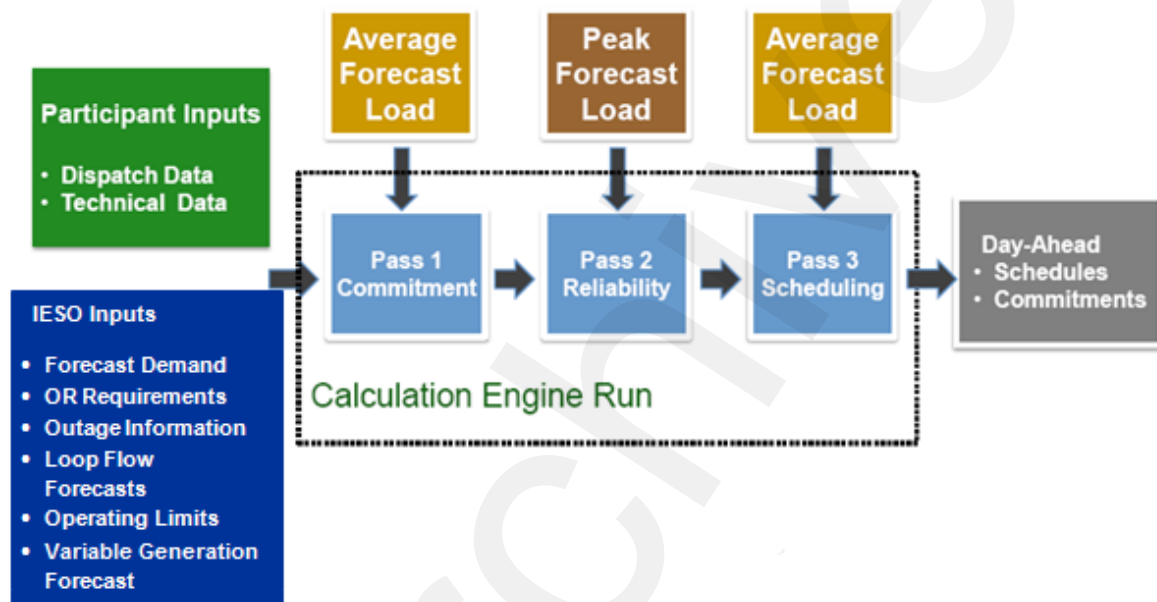 Average
Forecast
Load
Peak
Forecast
Load
Average
Forecast
Load
Participant Inputs
• Dispatch Data
• Technical Data
Pass 1
Commitment
Pass 2
Reliability
Pass 3
Scheduling
Day-Ahead
• Schedules
• Commitments
IESO Inputs
• Forecast Demand
• OR Requirements
• Outage Information
• Loop Flow
Forecasts
• Operating Limits
• Variable Generation
Forecast
Calculation Engine Run